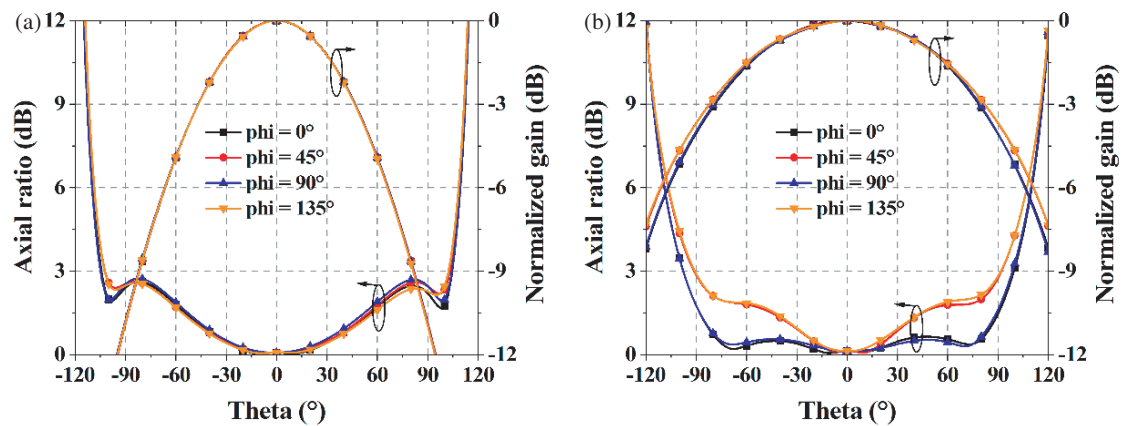 (a)
Axial ratio (dB)
12
9
6
3
0
0
-3
-6
-9
-12
Normalized gain (dB)
phi = 0°
phi = 45°
phi = 90°
phi = 135°
-120 -90 -60 -30 0 30 60 90 120
Theta (°)
(b)
Axial ratio (dB)
12
9
6
3
0
0
-3
-6
-9
-12
Normalized gain (dB)
phi = 0°
phi = 45°
phi = 90°
phi = 135°
-120 -90 -60 -30 0 30 60 90 120
Theta (°)